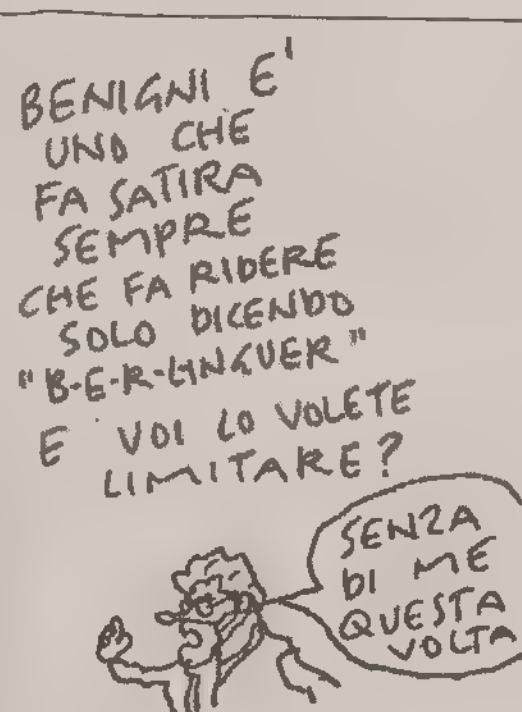 BENIGNI E'
UNO CHE
FA SATIRA
SEMPRE
CHE FA RIDERE
SOLO DICENDO
"B-E-R-LINGUER"
E VOI LO VOLETE
LIMITARE?
SENZA
DI ME
QUESTA
VOLTA